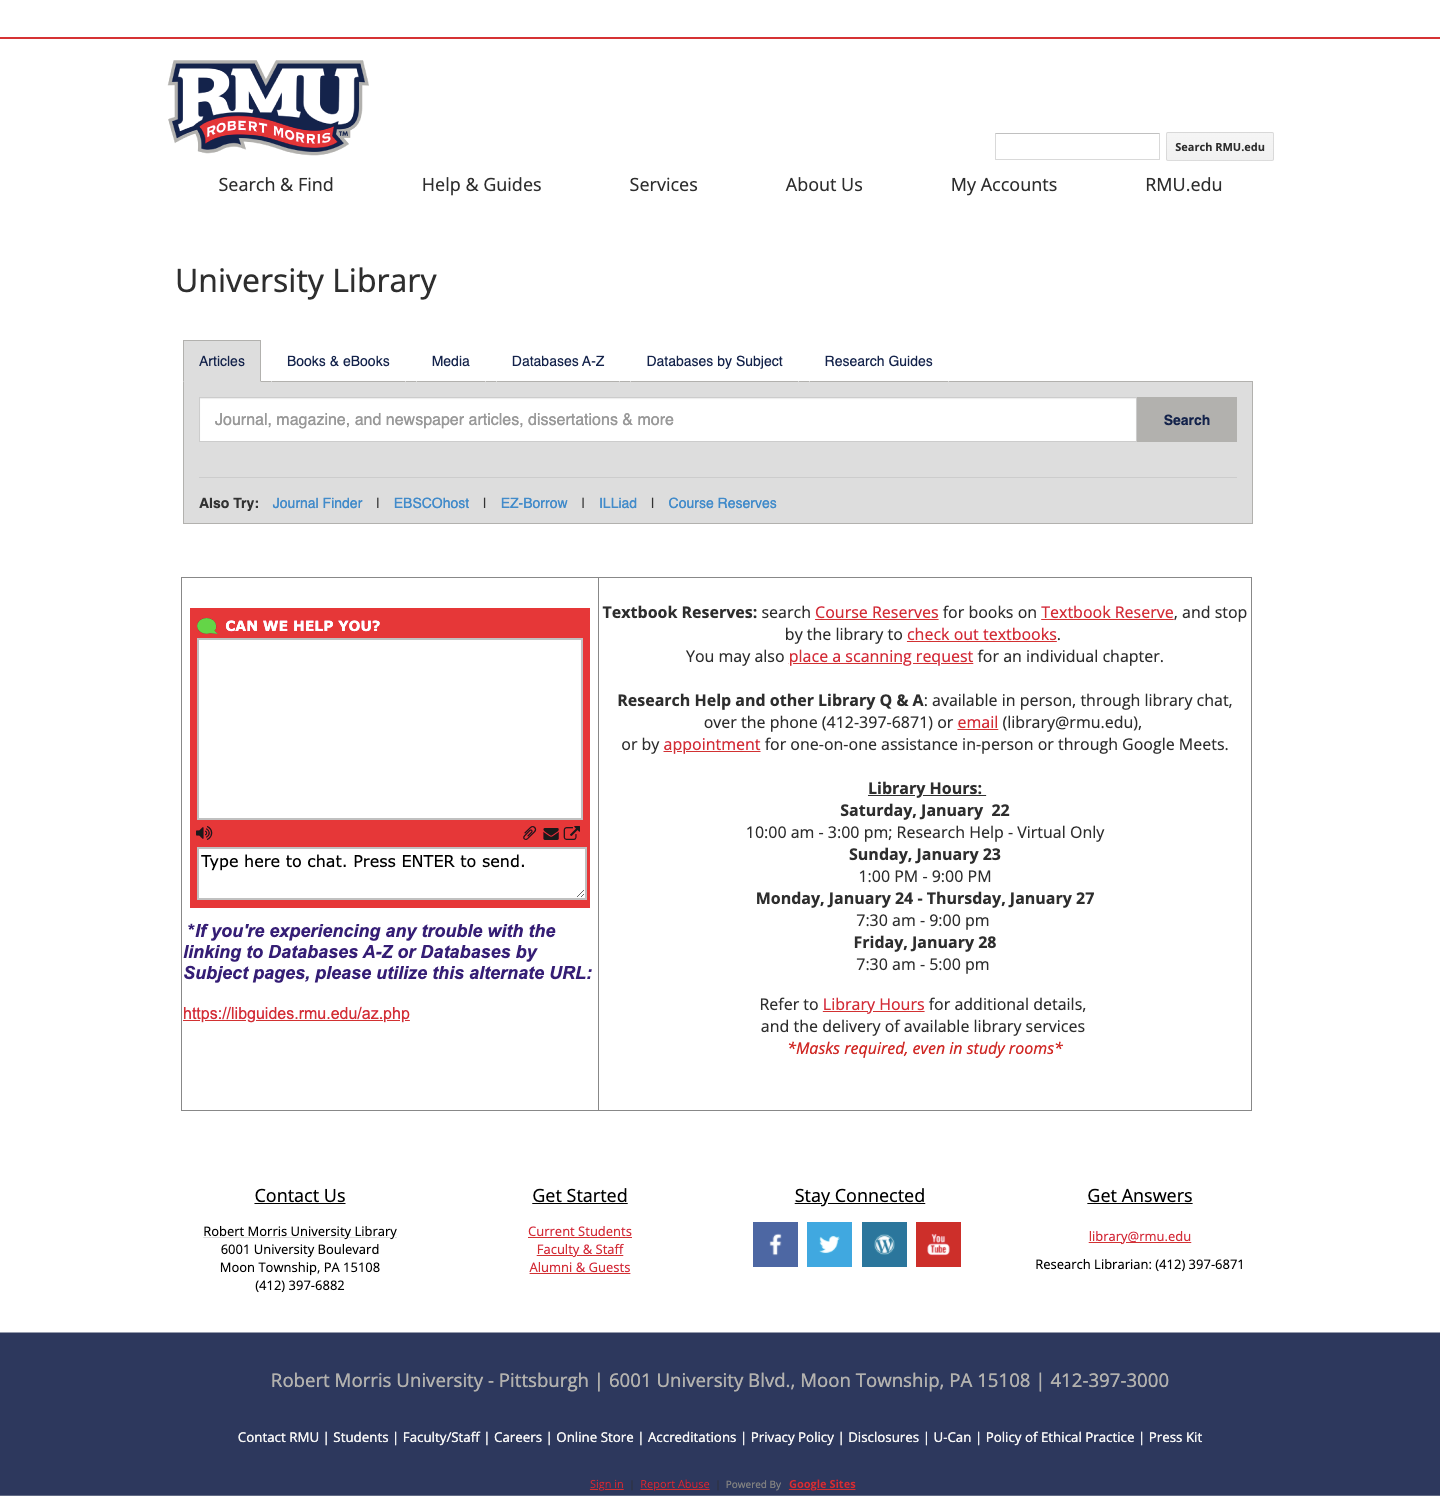 RMU
ROBERT MORRIS
TM
Search RMU.edu
Search & Find
Help & Guides
Services
About Us
My Accounts
RMU.edu
University Library
Articles
Books & eBooks
Media
Databases A-Z
Databases by Subject
Research Guides
Journal, magazine, and newspaper articles, dissertations & more
Search
Also Try: Journal Finder | EBSCOhost | EZ-Borrow | ILLiad | Course Reserves
CAN WE HELP YOU?
Type here to chat. Press ENTER to send.
*If you're experiencing any trouble with the
linking to Databases A-Z or Databases by
Subject pages, please utilize this alternate URL:
https://libguides.rmu.edu/az.php
Textbook Reserves: search Course Reserves for books on Textbook Reserve, and stop
by the library to check out textbooks.
You may also place a scanning request for an individual chapter.
Research Help and other Library Q & A: available in person, through library chat,
over the phone (412-397-6871) or email (library@rmu.edu),
or by appointment for one-on-one assistance in-person or through Google Meets.
Library Hours:
Saturday, January 22
10:00 am - 3:00 pm; Research Help - Virtual Only
Sunday, January 23
1:00 PM - 9:00 PM
Monday, January 24 - Thursday, January 27
7:30 am - 9:00 pm
Friday, January 28
7:30 am - 5:00 pm
Refer to Library Hours for additional details,
and the delivery of available library services
*Masks required, even in study rooms*
Contact Us
Robert Morris University Library
6001 University Boulevard
Moon Township, PA 15108
(412) 397-6882
Get Started
Current Students
Faculty & Staff
Alumni & Guests
Stay Connected
You
Tube
Get Answers
library@rmu.edu
Research Librarian: (412) 397-6871
Robert Morris University - Pittsburgh | 6001 University Blvd., Moon Township, PA 15108 | 412-397-3000
Contact RMU | Students | Faculty/Staff | Careers | Online Store | Accreditations | Privacy Policy | Disclosures | U-Can | Policy of Ethical Practice | Press Kit
Sign in | Report Abuse | Powered By Google Sites